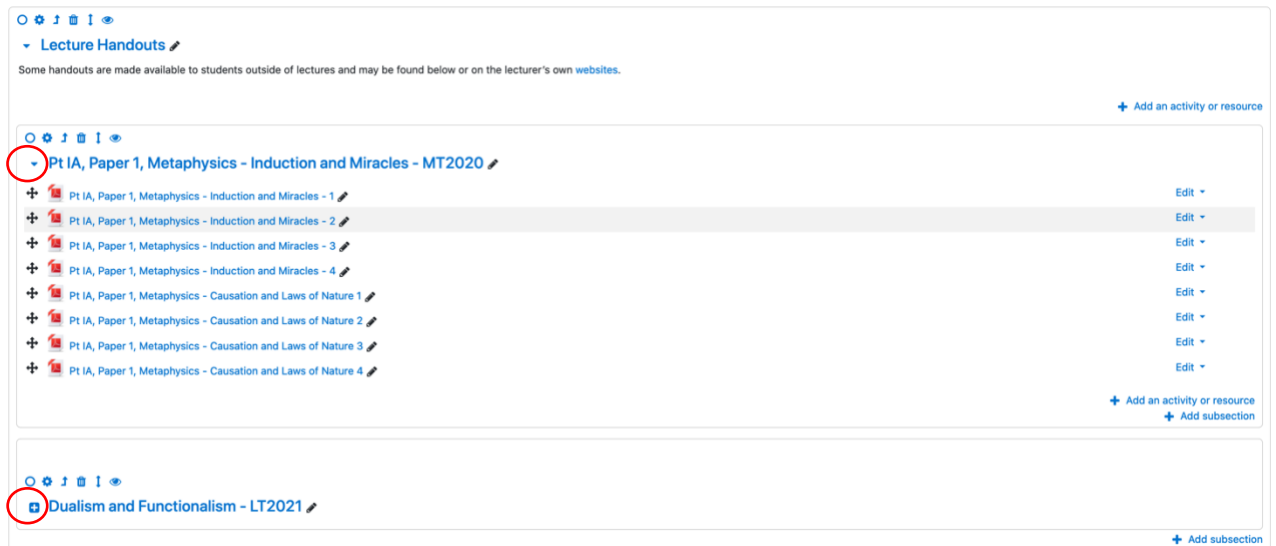 Lecture Handouts
Some handouts are made available to students outside of lectures and may be found below or on the lecturer's own websites.
Add an activity or resource
Pt IA, Paper 1, Metaphysics - Induction and Miracles - MT2020
Pt IA, Paper 1, Metaphysics - Induction and Miracles - 1 Edit
Pt IA, Paper 1, Metaphysics - Induction and Miracles - 2 Edit
Pt IA, Paper 1, Metaphysics - Induction and Miracles - 3 Edit
Pt IA, Paper 1, Metaphysics - Induction and Miracles - 4 Edit
Pt IA, Paper 1, Metaphysics - Causation and Laws of Nature 1 Edit
Pt IA, Paper 1, Metaphysics - Causation and Laws of Nature 2 Edit
Pt IA, Paper 1, Metaphysics - Causation and Laws of Nature 3 Edit
Pt IA, Paper 1, Metaphysics - Causation and Laws of Nature 4 Edit
Add an activity or resource
Add subsection
Dualism and Functionalism - LT2021
Add subsection